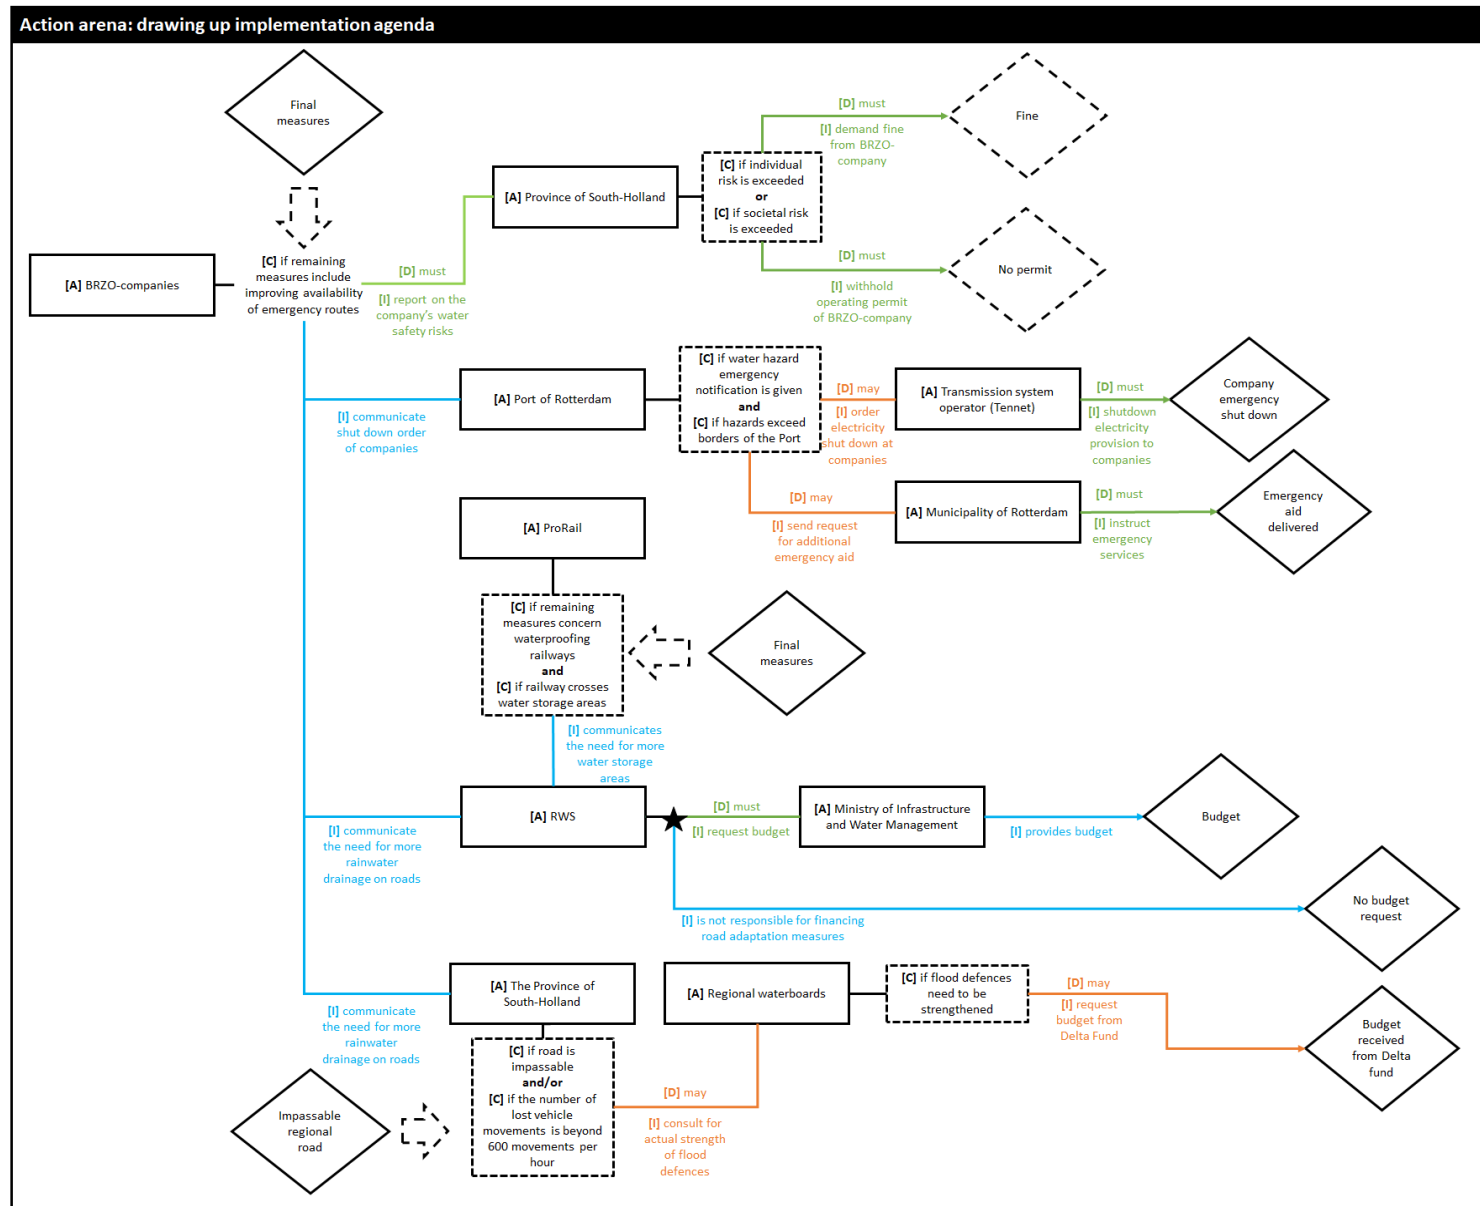 Action arena: drawing up implementation agenda
Final
measures
[A] BRZO-companies
[C] if remaining
measures include
improving availability
of emergency routes
[D] must
[I] report on the
company's water
safety risks
[A] Province of South-Holland
[C] if individual
risk is exceeded
or
[C] if societal risk
is exceeded
[D] must
[I] demand fine
from BRZO-
company
Fine
[D] must
[I] withhold
operating permit
of BRZO-company
No permit
[I] communicate
shut down order
of companies
[A] Port of Rotterdam
[C] if water hazard
emergency
notification is given
and
[C] if hazards exceed
borders of the Port
[D] may
[I] order
electricity
shut down at
companies
[A] Transmission system
operator (Tennet)
[D] must
[I] shutdown
electricity
provision to
companies
Company
emergency
shut down
[D] may
[I] send request
for additional
emergency aid
[A] Municipality of Rotterdam
[D] must
[I] instruct
emergency
services
Emergency
aid
delivered
[A] ProRail
[C] if remaining
measures concern
waterproofing
railways
and
[C] if railway crosses
water storage areas
Final
measures
[I] communicates
the need for more
water storage
areas
[I] communicate
the need for more
rainwater
drainage on roads
[A] RWS
[D] must
[I] request budget
[A] Ministry of Infrastructure
and Water Management
[I] provides budget
Budget
[I] is not responsible for financing
road adaptation measures
No budget
request
[I] communicate
the need for more
rainwater
drainage on roads
[A] The Province of
South-Holland
[C] if road is
impassable
and/or
[C] if the number of
lost vehicle
movements is beyond
600 movements per
hour
Impassable
regional
road
[D] may
[I] consult for
actual strength
of flood
defences
[A] Regional waterboards
[C] if flood defences
need to be
strengthened
[D] may
[I] request
budget from
Delta Fund
Budget
received
from Delta
fund